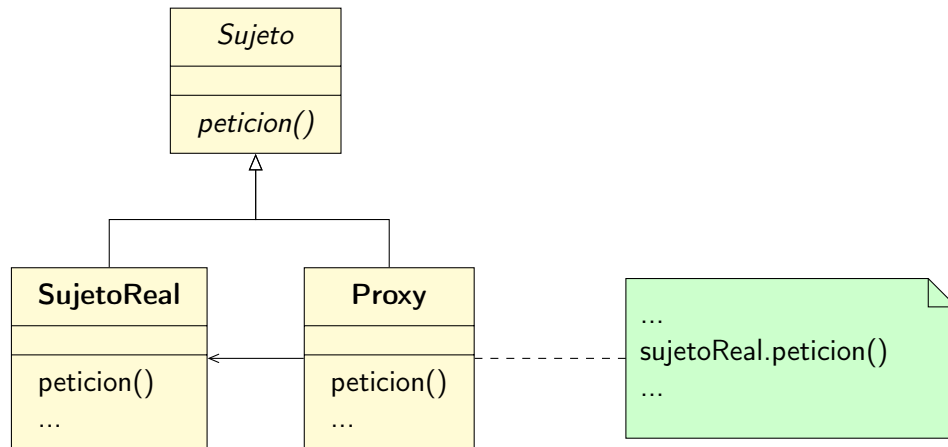 Sujeto
peticion()
SujetoReal
peticion()
...
Proxy
peticion()
...
...
sujetoReal.peticion()
...